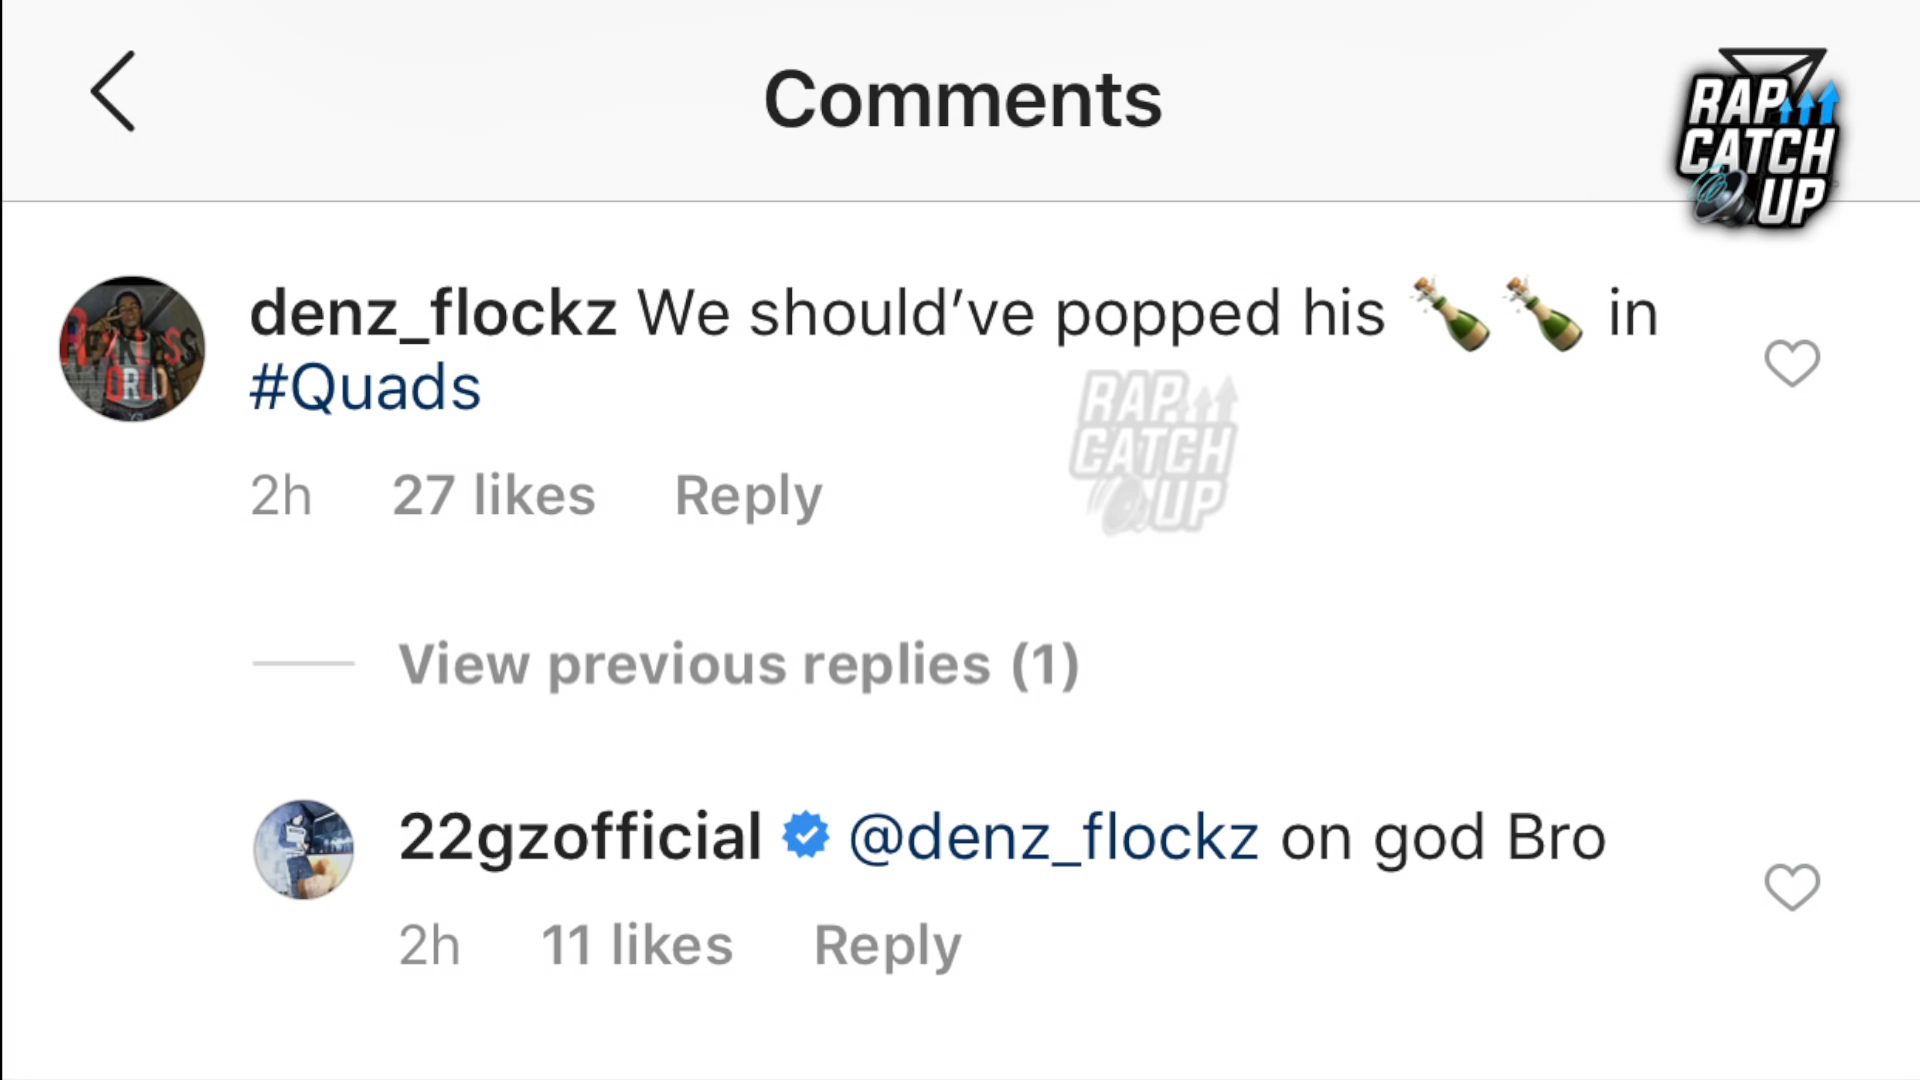 Comments
RAP
CATCH
UP
denz_flockz We should've popped his 🍾🍾 in
#Quads
2h 27 likes Reply
RAP
CATCH
UP
View previous replies (1)
22gzofficial @denz_flockz on god Bro
2h 11 likes Reply